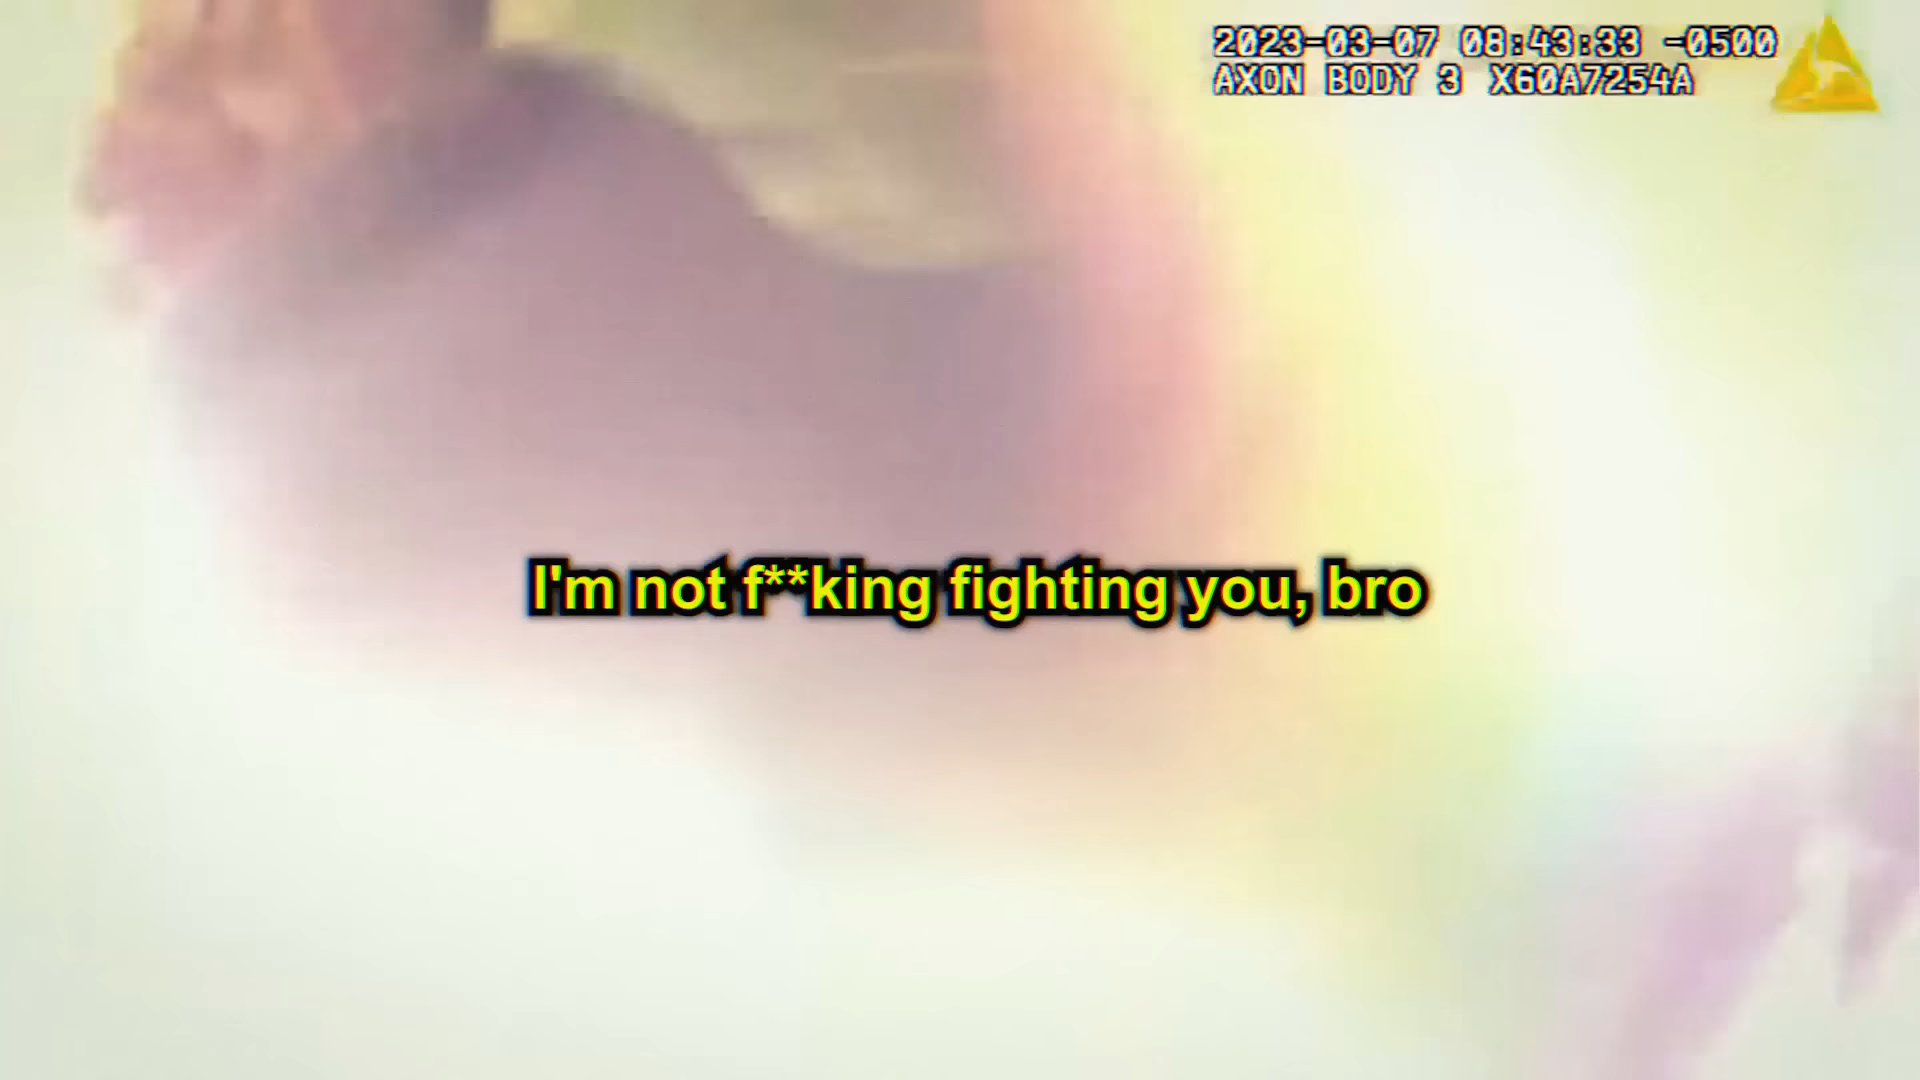 2023-03-07 08:43:33 -0500
AXON BODY 3 X60A7254A
I'm not f**king fighting you, bro